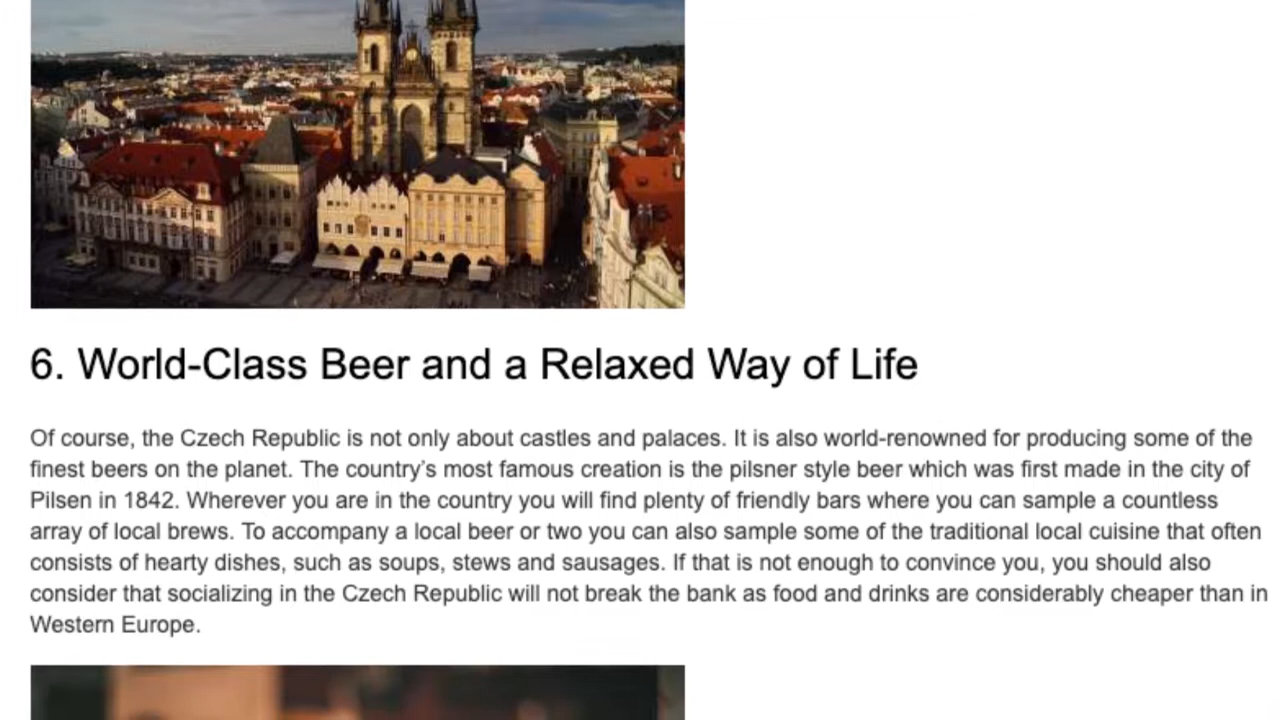 6. World-Class Beer and a Relaxed Way of Life
Of course, the Czech Republic is not only about castles and palaces. It is also world-renowned for producing some of the
finest beers on the planet. The country’s most famous creation is the pilsner style beer which was first made in the city of
Pilsen in 1842. Wherever you are in the country you will find plenty of friendly bars where you can sample a countless
array of local brews. To accompany a local beer or two you can also sample some of the traditional local cuisine that often
consists of hearty dishes, such as soups, stews and sausages. If that is not enough to convince you, you should also
consider that socializing in the Czech Republic will not break the bank as food and drinks are considerably cheaper than in
Western Europe.